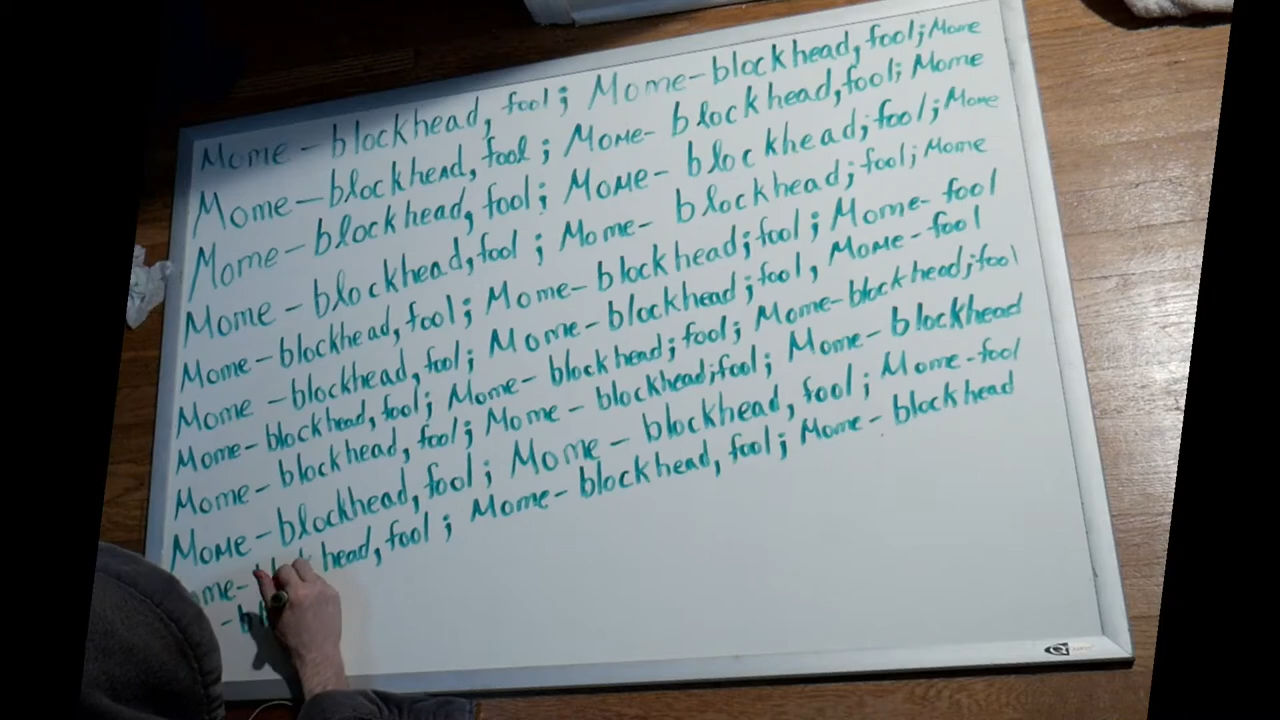 Mome - blockhead, fool; Mome - blockhead, fool; Mome
Mome - blockhead, fool; Mome - blockhead, fool; Mome
Mome - blockhead, fool; Mome - blockhead; fool; Mome
Mome - blockhead, fool; Mome - blockhead; fool; Mome
Mome - blockhead, fool; Mome - blockhead; fool; Mome - fool
Mome - blockhead, fool; Mome - blockhead; fool, Mome - fool
Mome - blockhead, fool; Mome - blockhead; fool; Mome - blockhead; fool
Mome - blockhead, fool; Mome - blockhead; fool; Mome - blockhead
Mome - blockhead, fool; Mome - blockhead, fool; Mome - fool
ome - blockhead, fool; Mome - blockhead, fool; Mome - blockhead
- bl